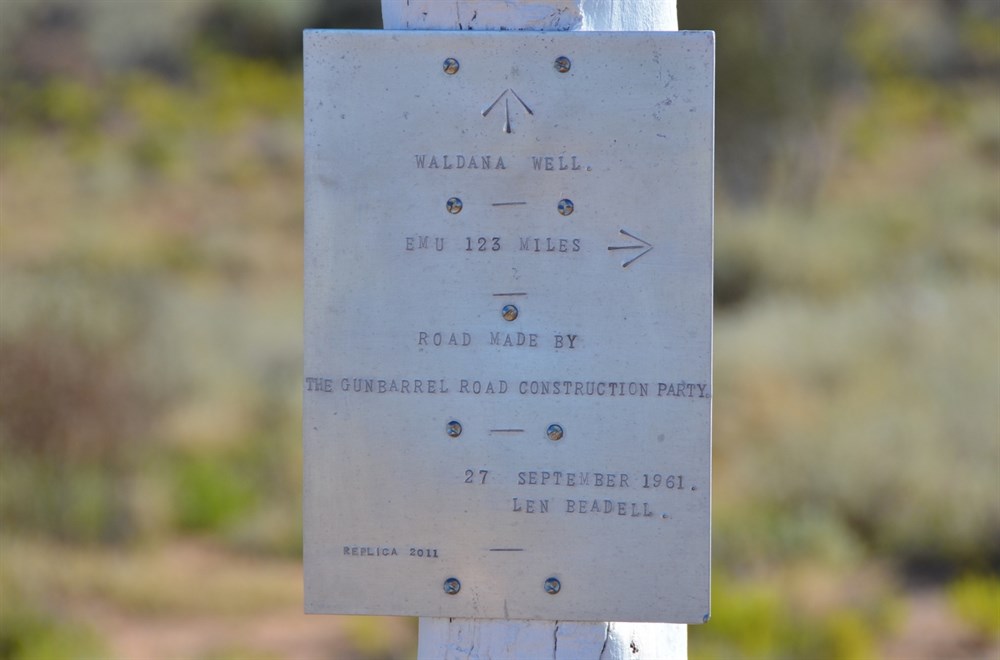 WALDANA WELL.
EMU 123 MILES
ROAD MADE BY
THE GUNBARREL ROAD CONSTRUCTION PARTY.
27 SEPTEMBER 1961.
LEN BEADELL.
REPLICA 2011